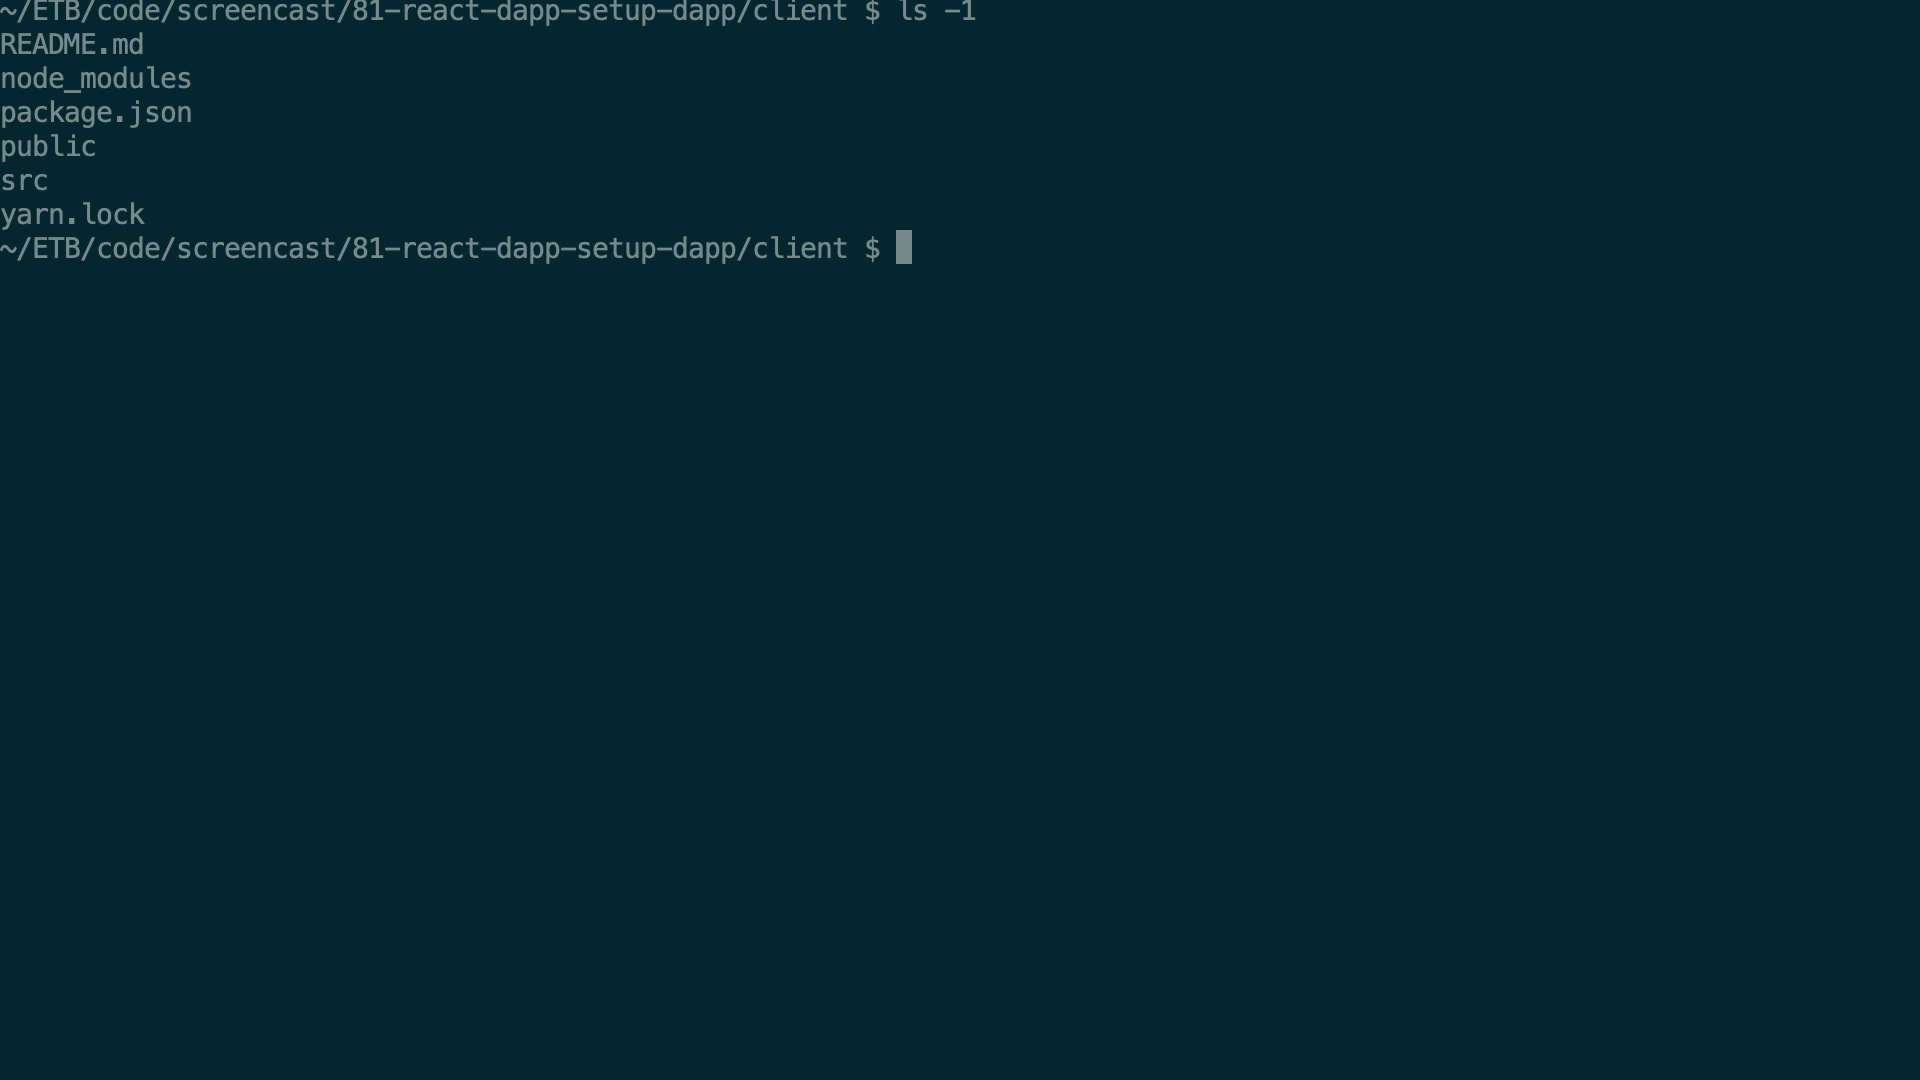 ~/ETB/code/screencast/81-react-dapp-setup-dapp/client $ ls -1
README.md
node_modules
package.json
public
src
yarn.lock
~/ETB/code/screencast/81-react-dapp-setup-dapp/client $